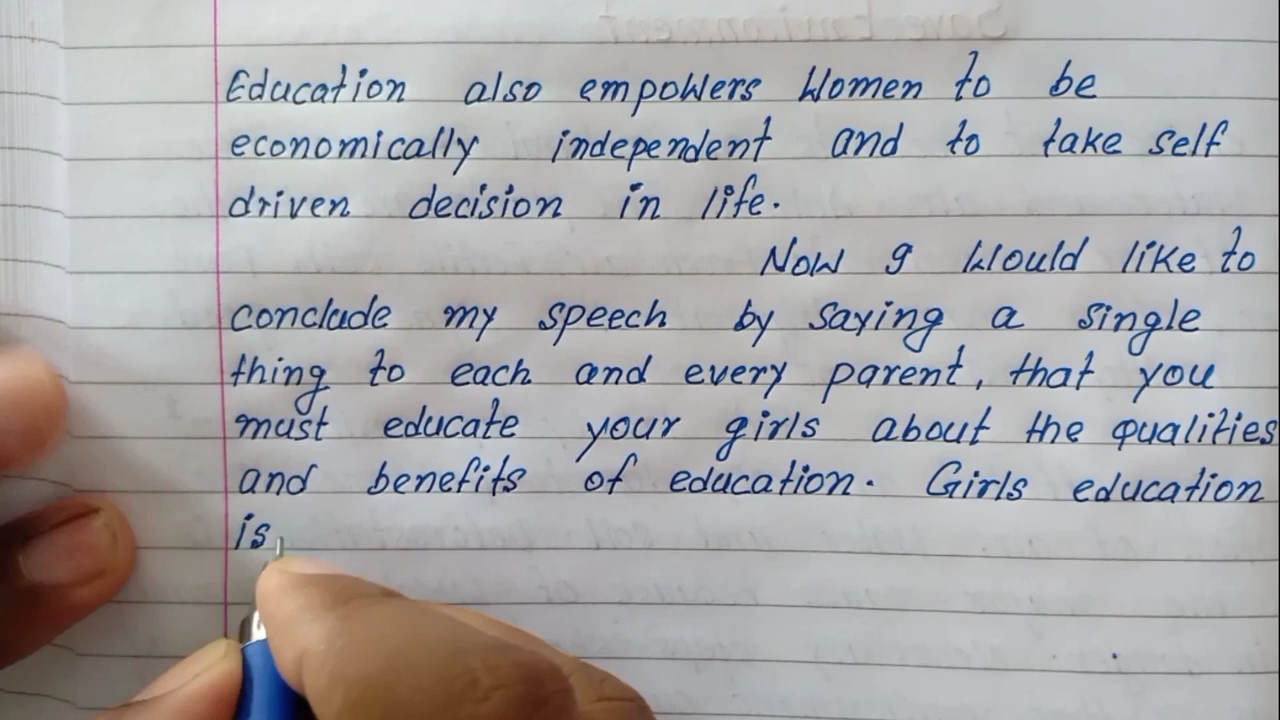 Education also empowers women to be
economically independent and to take self
driven decision in life.
Now I would like to
conclude my speech by saying a single
thing to each and every parent, that you
must educate your girls about the qualities
and benefits of education. Girls education
is